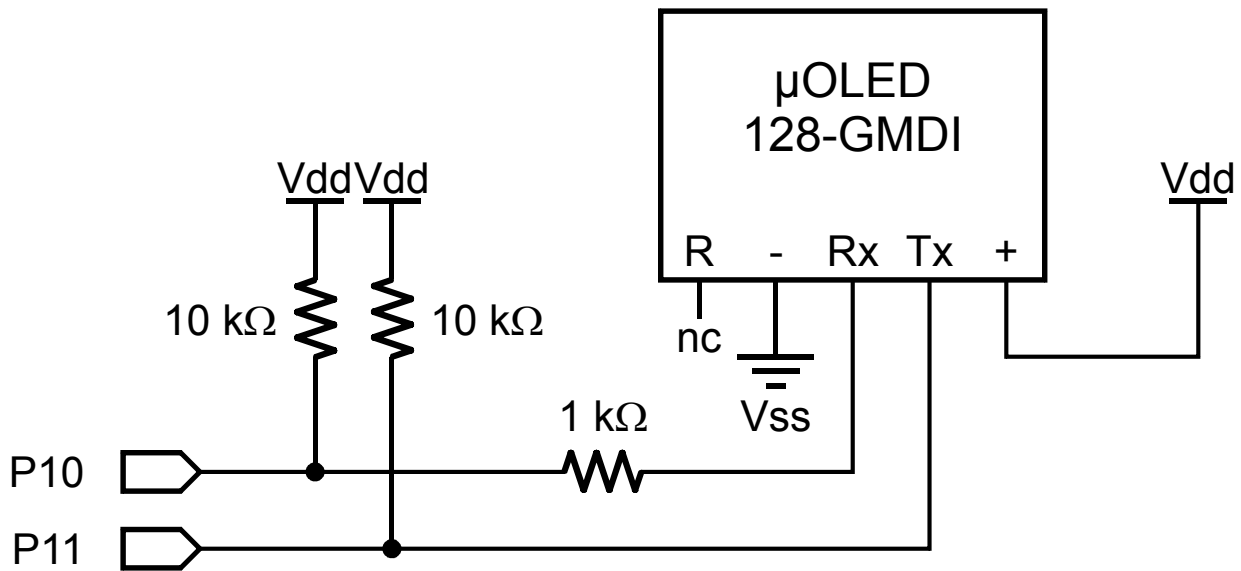 µOLED
128-GMDI
Vdd Vdd Vdd
R - Rx Tx +
10 kΩ 10 kΩ
nc
Vss
1 kΩ
P10
P11